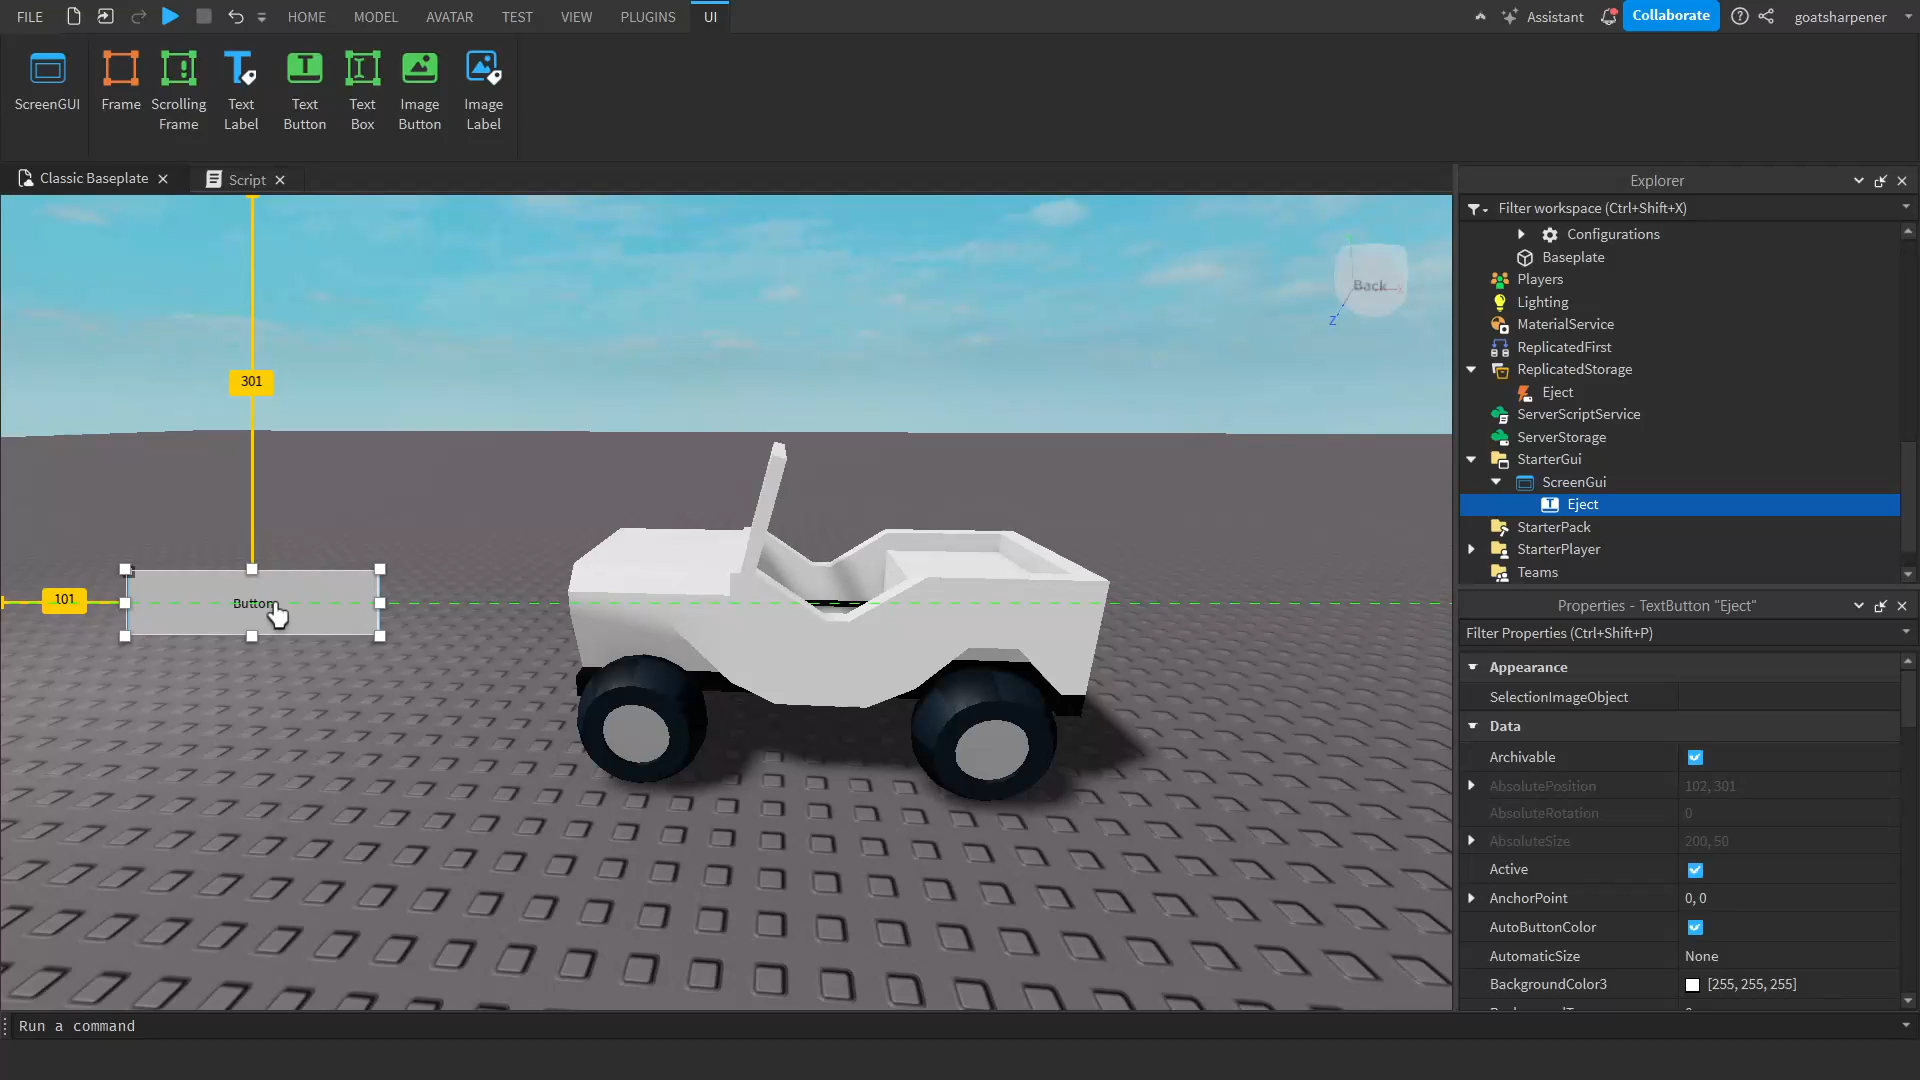 FILE
HOME
MODEL
AVATAR
TEST
VIEW
PLUGINS
UI
Assistant
Collaborate
goatsharpener
ScreenGUI
Frame
Scrolling
Frame
Text
Label
Text
Button
Text
Box
Image
Button
Image
Label
Classic Baseplate
Script
301
101
Button
Back
Z
Explorer
Filter workspace (Ctrl+Shift+X)
Configurations
Baseplate
Players
Lighting
MaterialService
ReplicatedFirst
ReplicatedStorage
Eject
ServerScriptService
ServerStorage
StarterGui
ScreenGui
Eject
StarterPack
StarterPlayer
Teams
Properties - TextButton "Eject"
Filter Properties (Ctrl+Shift+P)
Appearance
SelectionImageObject
Data
Archivable
AbsolutePosition 102, 301
AbsoluteRotation 0
AbsoluteSize 200, 50
Active
AnchorPoint 0, 0
AutoButtonColor
AutomaticSize None
BackgroundColor3 [255, 255, 255]
Run a command